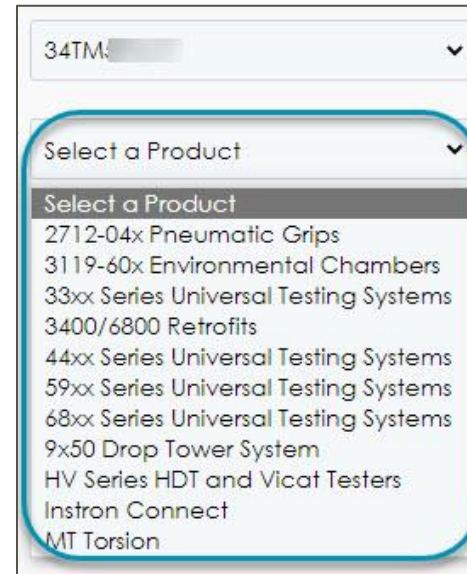 34TM
Select a Product
Select a Product
2712-04x Pneumatic Grips
3119-60x Environmental Chambers
33xx Series Universal Testing Systems
3400/6800 Retrofits
44xx Series Universal Testing Systems
59xx Series Universal Testing Systems
68xx Series Universal Testing Systems
9x50 Drop Tower System
HV Series HDT and Vicat Testers
Instron Connect
MT Torsion